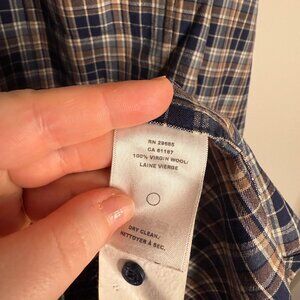 RN 29685
CA 61187
100% VIRGIN WOOL/
LAINE VIERGE
DRY CLEAN/
NETTOYER À SEC.